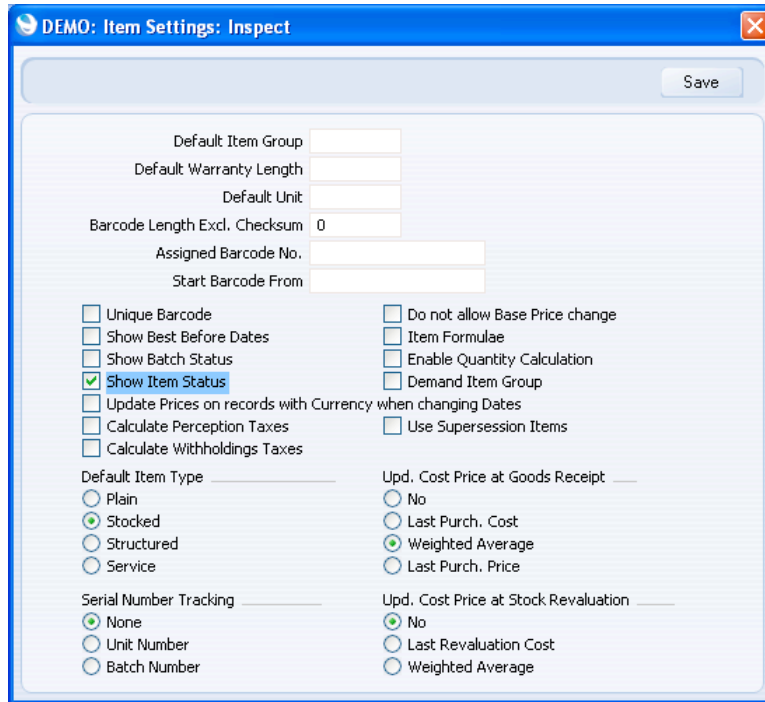 DEMO: Item Settings: Inspect
Save
Default Item Group
Default Warranty Length
Default Unit
Barcode Length Excl. Checksum 0
Assigned Barcode No.
Start Barcode From
Unique Barcode
Do not allow Base Price change
Show Best Before Dates
Item Formulae
Show Batch Status
Enable Quantity Calculation
Show Item Status
Demand Item Group
Update Prices on records with Currency when changing Dates
Calculate Perception Taxes
Use Supersession Items
Calculate Withholdings Taxes
Default Item Type
Plain
Stocked
Structured
Service
Upd. Cost Price at Goods Receipt
No
Last Purch. Cost
Weighted Average
Last Purch. Price
Serial Number Tracking
None
Unit Number
Batch Number
Upd. Cost Price at Stock Revaluation
No
Last Revaluation Cost
Weighted Average